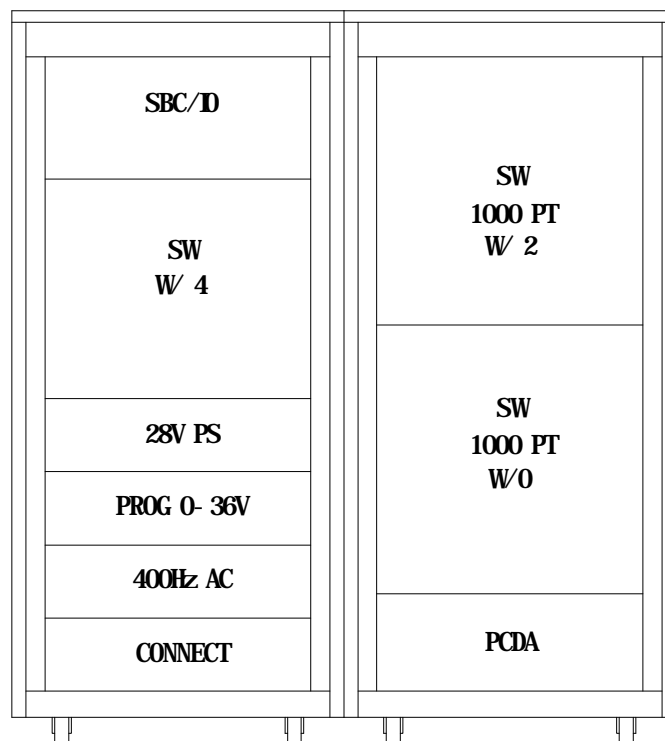 SBC/IO
SW
W/ 4
28V PS
PROG 0- 36V
400Hz AC
CONNECT
SW
1000 PT
W/ 2
SW
1000 PT
W/0
PCDA